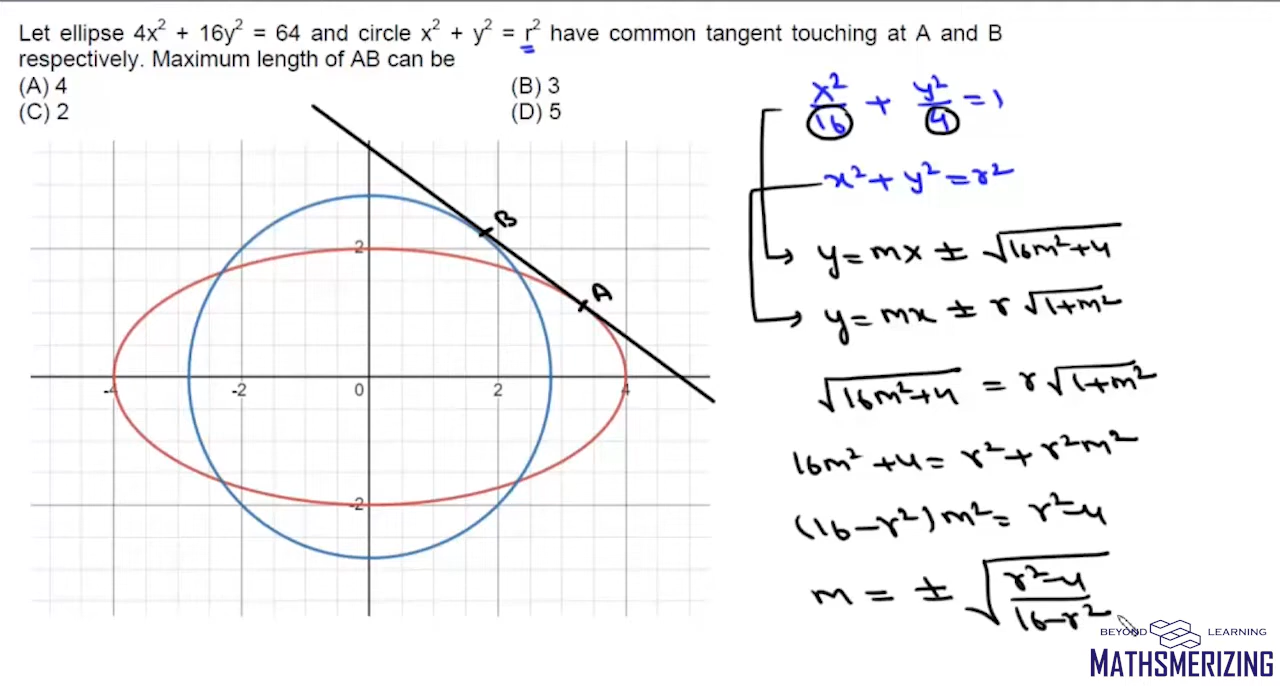 Let ellipse 4x² + 16y² = 64 and circle x² + y² = r² have common tangent touching at A and B
respectively. Maximum length of AB can be
(A) 4 (B) 3
(C) 2 (D) 5
x²/16 + y²/4 = 1
x² + y² = r²
y = mx ± √(16m²+4)
y = mx ± r √(1+m²)
√(16m²+4) = r √(1+m²)
16m² + 4 = r² + r²m²
(16-r²)m² = r²-4
m = ± √((r²-4)/(16-r²))
B
A
2
-4 -2 0 2 4
-2
BEYOND LEARNING
MATHSMERIZING